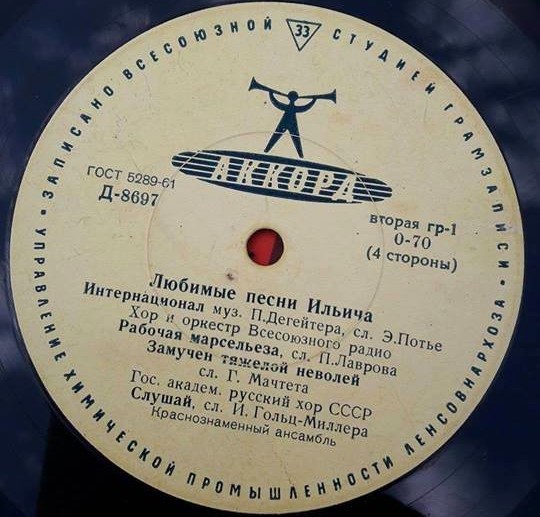 ЗАПИСАНО ВСЕСОЮЗНОЙ 33 СТУДИЕЙ ГРАМЗАПИСИ
• УПРАВЛЕНИЕ ХИМИЧЕСКОЙ ПРОМЫШЛЕННОСТИ ЛЕНСОВНАРХОЗА •
АККОРД
ГОСТ 5289-61
Д-8697
вторая гр-1
0-70
(4 стороны)
Любимые песни Ильича
Интернационал муз. П.Дегейтера, сл. Э.Потье
Хор и оркестр Всесоюзного радио
Рабочая марсельеза, сл. П.Лаврова
Замучен тяжелой неволей
сл. Г. Мачтета
Гос. академ. русский хор СССР
Слушай, сл. И. Гольц-Миллера
Краснознаменный ансамбль